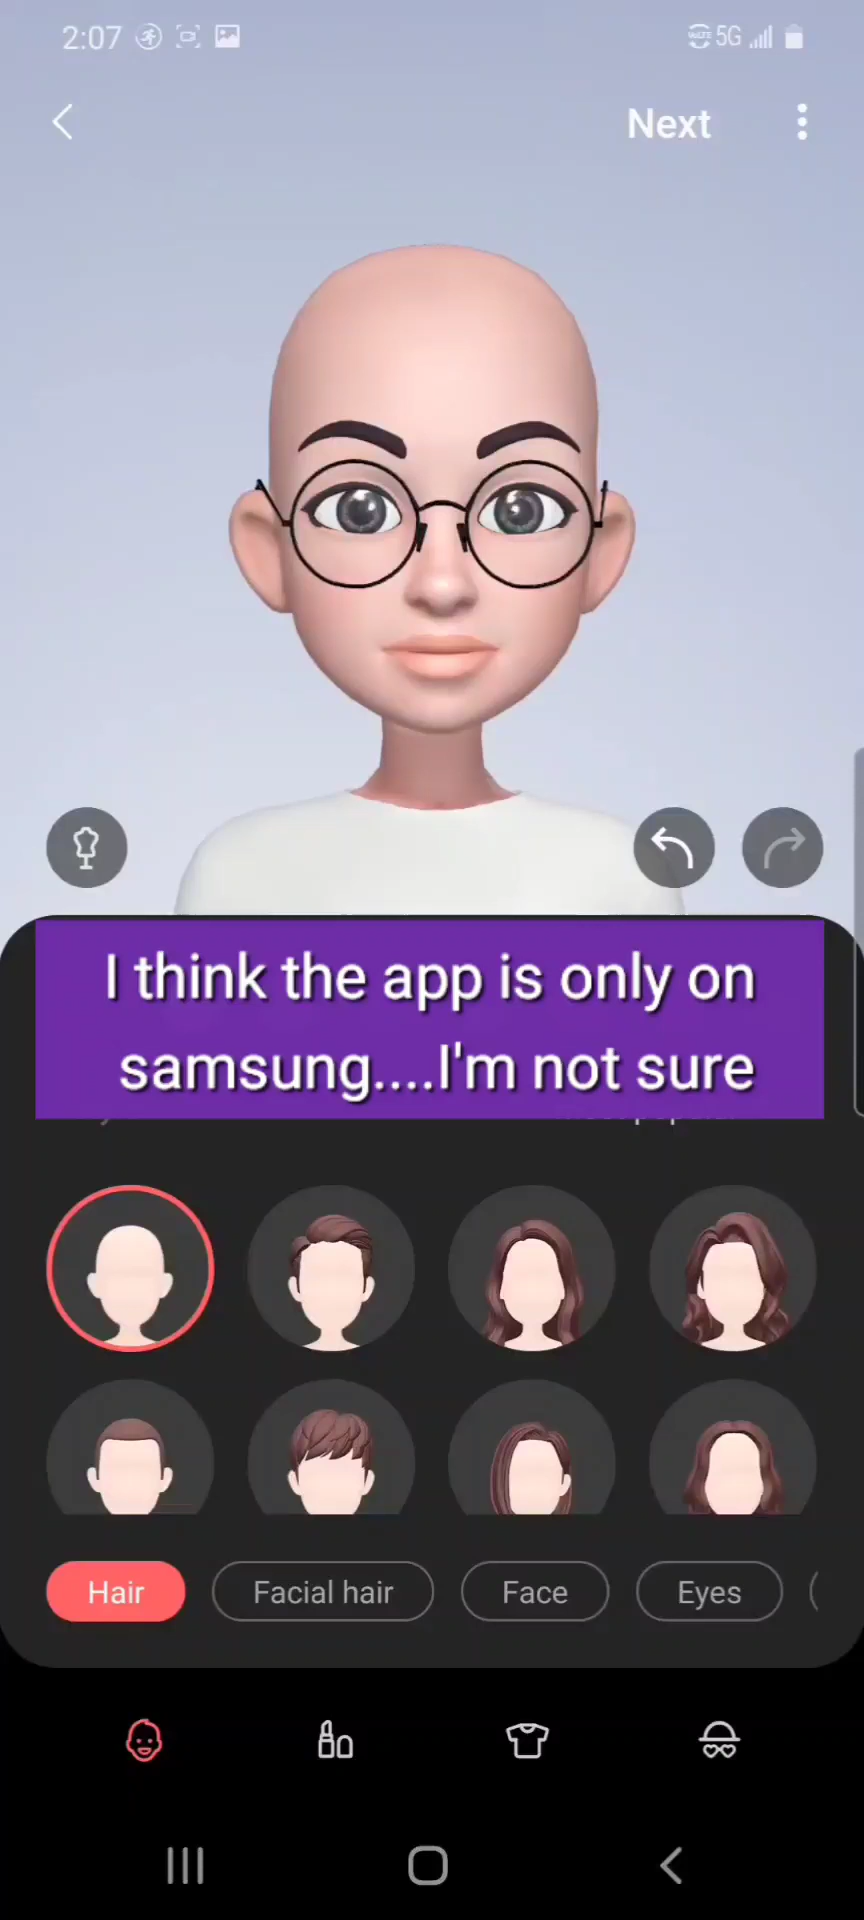 2:07
5G
Next
I think the app is only on
samsung....I'm not sure
Hair
Facial hair
Face
Eyes